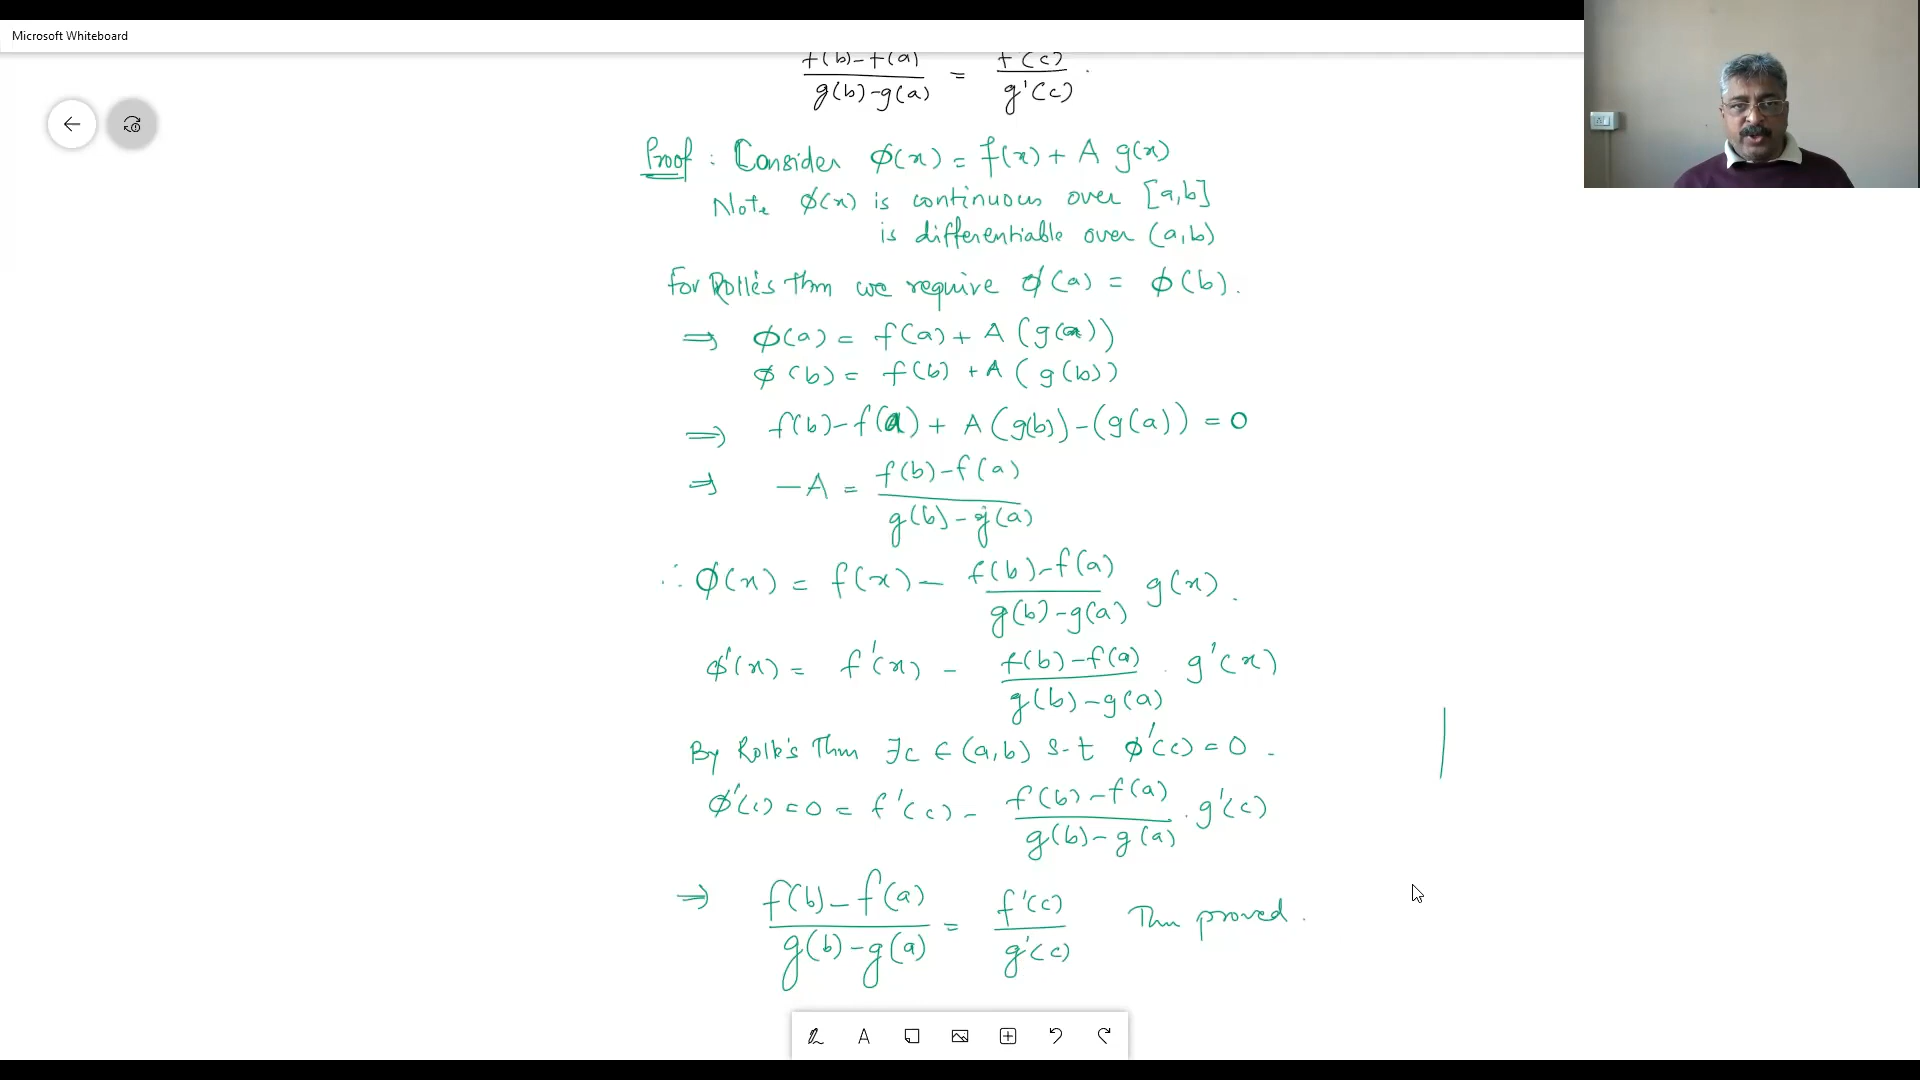 Microsoft Whiteboard
f(b)-f(a) / g(b)-g(a) = f'(c) / g'(c).
Proof : Consider ϕ(x) = f(x) + A g(x)
Note ϕ(x) is continuous over [a,b]
is differentiable over (a,b)
For Rolle's Thm we require ϕ(a) = ϕ(b).
⇒ ϕ(a) = f(a) + A (g(a))
ϕ(b) = f(b) + A (g(b))
⇒ f(b)-f(a) + A (g(b)) - (g(a)) = 0
⇒ -A = f(b)-f(a) / g(b)-g(a)
∴ ϕ(x) = f(x) - f(b)-f(a) / g(b)-g(a) g(x).
ϕ'(x) = f'(x) - f(b)-f(a) / g(b)-g(a) . g'(x)
By Rolle's Thm ∃c ∈ (a,b) s.t ϕ'(c) = 0 .
ϕ'(c) = 0 = f'(c) - f(b)-f(a) / g(b)-g(a) . g'(c)
⇒ f(b)-f(a) / g(b)-g(a) = f'(c) / g'(c) Thm proved.